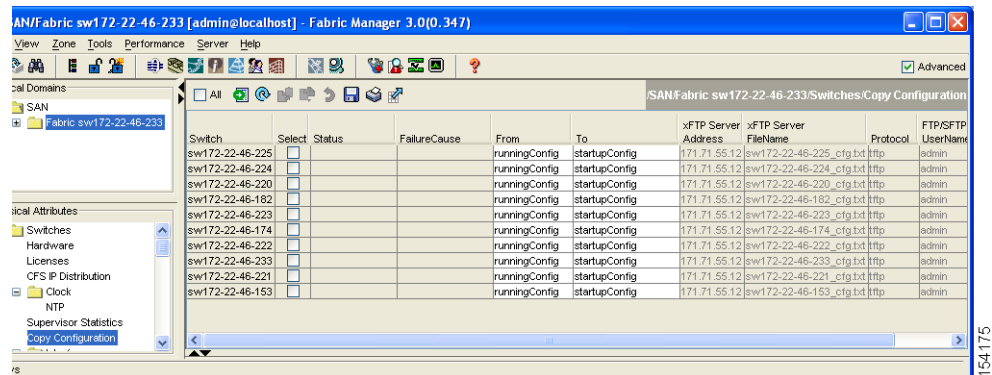 SAN/Fabric sw172-22-46-233 [admin@localhost] - Fabric Manager 3.0(0.347)
View Zone Tools Performance Server Help
Advanced
cal Domains
SAN
Fabric sw172-22-46-233
All
/SAN/Fabric sw172-22-46-233/Switches/Copy Configuration
xFTP Server xFTP Server FTP/SFTP
Switch Select Status FailureCause From To Address FileName Protocol UserName
sw172-22-46-225 runningConfig startupConfig 171.71.55.12 sw172-22-46-225_cfg.txt tftp admin
sw172-22-46-224 runningConfig startupConfig 171.71.55.12 sw172-22-46-224_cfg.txt tftp admin
sw172-22-46-220 runningConfig startupConfig 171.71.55.12 sw172-22-46-220_cfg.txt tftp admin
sw172-22-46-182 runningConfig startupConfig 171.71.55.12 sw172-22-46-182_cfg.txt tftp admin
sw172-22-46-223 runningConfig startupConfig 171.71.55.12 sw172-22-46-223_cfg.txt tftp admin
sw172-22-46-174 runningConfig startupConfig 171.71.55.12 sw172-22-46-174_cfg.txt tftp admin
sw172-22-46-222 runningConfig startupConfig 171.71.55.12 sw172-22-46-222_cfg.txt tftp admin
sw172-22-46-233 runningConfig startupConfig 171.71.55.12 sw172-22-46-233_cfg.txt tftp admin
sw172-22-46-221 runningConfig startupConfig 171.71.55.12 sw172-22-46-221_cfg.txt tftp admin
sw172-22-46-153 runningConfig startupConfig 171.71.55.12 sw172-22-46-153_cfg.txt tftp admin
sical Attributes
Switches
Hardware
Licenses
CFS IP Distribution
Clock
NTP
Supervisor Statistics
Copy Configuration
ys
154175